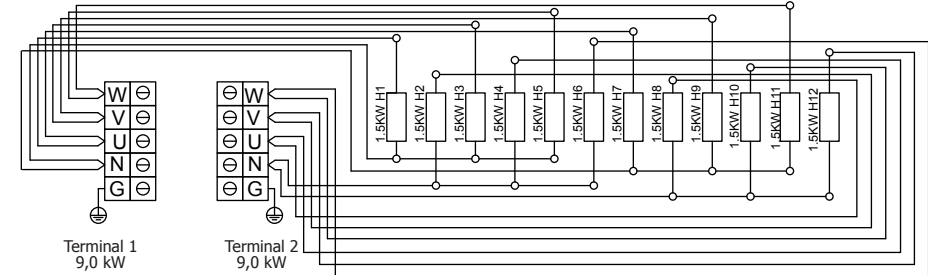 1.5KW H1
1.5KW H2
1.5KW H3
1.5KW H4
1.5KW H5
1.5KW H6
1.5KW H7
1.5KW H8
1.5KW H9
1.5KW H10
1.5KW H11
1.5KW H12
W
V
U
N
G
W
V
U
N
G
Terminal 1
9,0 kW
Terminal 2
9,0 kW